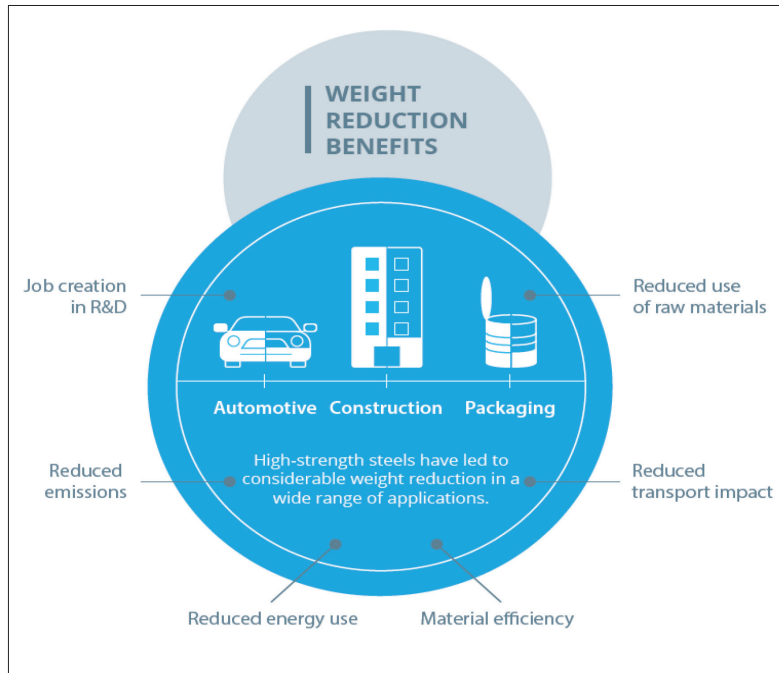 WEIGHT
REDUCTION
BENEFITS
Job creation
in R&D
Reduced use
of raw materials
Automotive
Construction
Packaging
High-strength steels have led to
considerable weight reduction in a
wide range of applications.
Reduced
emissions
Reduced
transport impact
Reduced energy use
Material efficiency